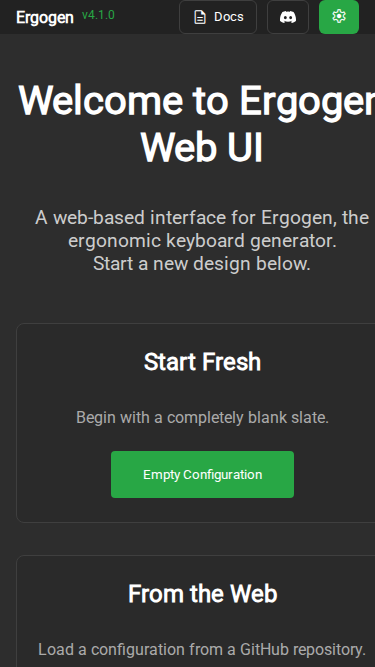 Ergogen v4.1.0 Docs
Welcome to Ergogen
Web UI
A web-based interface for Ergogen, the
ergonomic keyboard generator.
Start a new design below.
Start Fresh
Begin with a completely blank slate.
Empty Configuration
From the Web
Load a configuration from a GitHub repository.